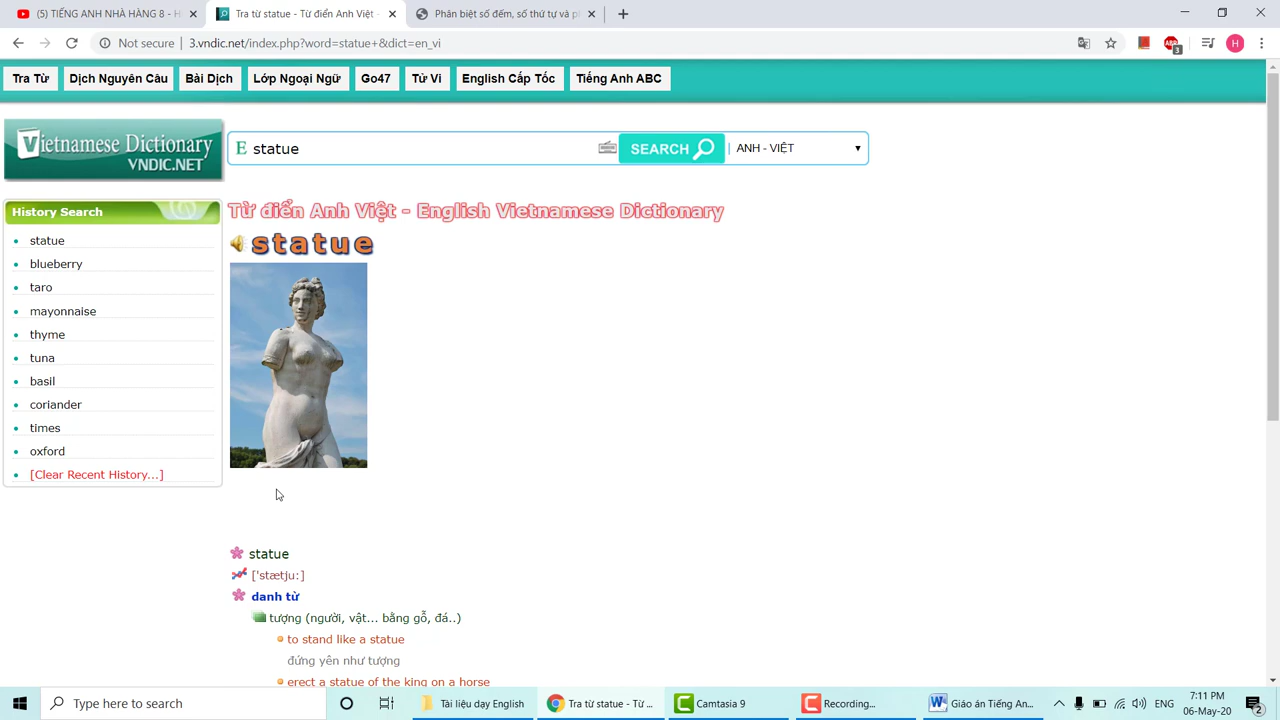 (5) TIẾNG ANH NHÀ HÀNG 8 - H
Tra từ statue - Từ điển Anh Việt -
Phân biệt số đếm, số thứ tự và p
Not secure | 3.vndic.net/index.php?word=statue+&dict=en_vi
ABP
3
H
Tra Từ
Dịch Nguyên Câu
Bài Dịch
Lớp Ngoại Ngữ
Go47
Tử Vi
English Cấp Tốc
Tiếng Anh ABC
Vietnamese Dictionary
VNDIC.NET
E statue
SEARCH
ANH - VIỆT
History Search
statue
blueberry
taro
mayonnaise
thyme
tuna
basil
coriander
times
oxford
[Clear Recent History...]
Từ điển Anh Việt - English Vietnamese Dictionary
statue
statue
['stætju:]
danh từ
tượng (người, vật... bằng gỗ, đá..)
to stand like a statue
đứng yên như tượng
erect a statue of the king on a horse
Type here to search
Tài liệu dạy English
Tra từ statue - Từ ...
Camtasia 9
Recording...
Giáo án Tiếng An...
ENG
7:11 PM
06-May-20
2